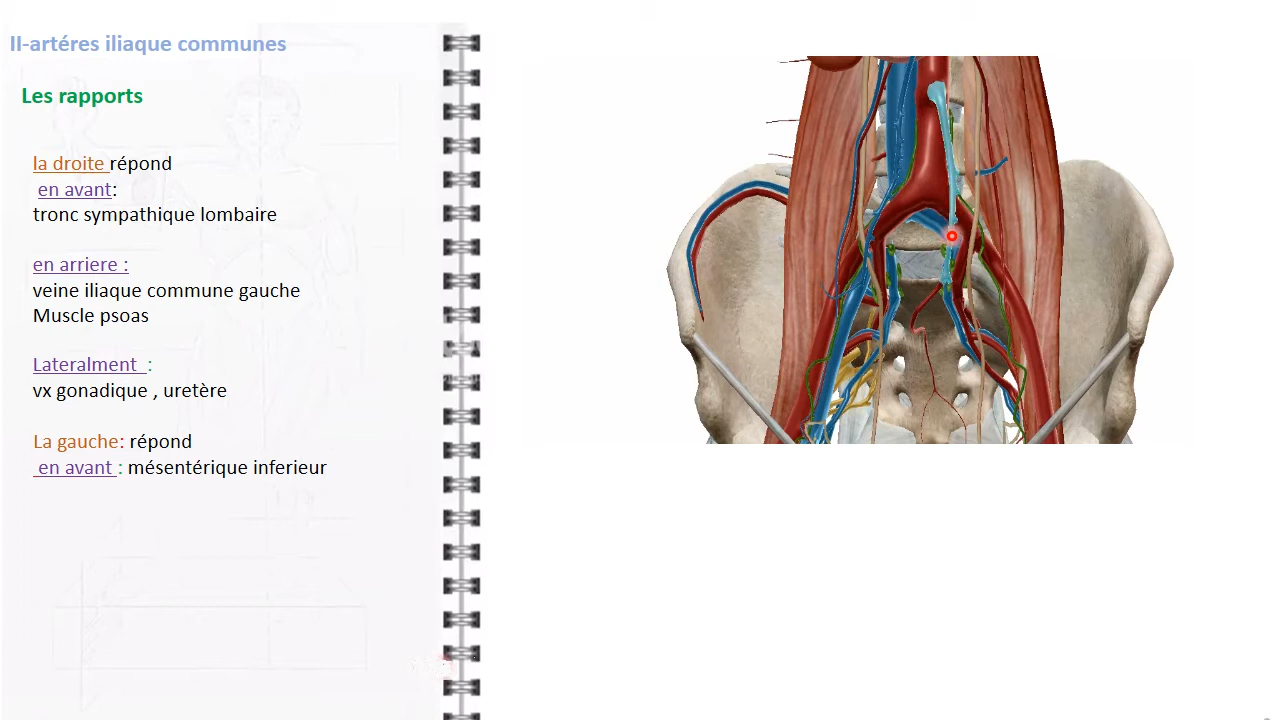 II-artéres iliaque communes
Les rapports
la droite répond
en avant:
tronc sympathique lombaire
en arriere :
veine iliaque commune gauche
Muscle psoas
Lateralment :
vx gonadique , uretère
La gauche: répond
en avant : mésentérique inferieur